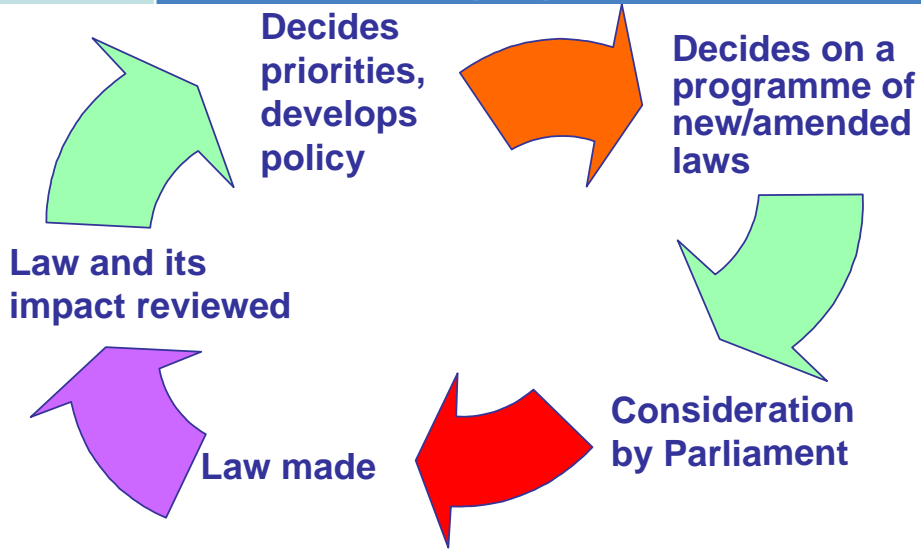 Decides
priorities,
develops
policy
Decides on a
programme of
new/amended
laws
Consideration
by Parliament
Law made
Law and its
impact reviewed